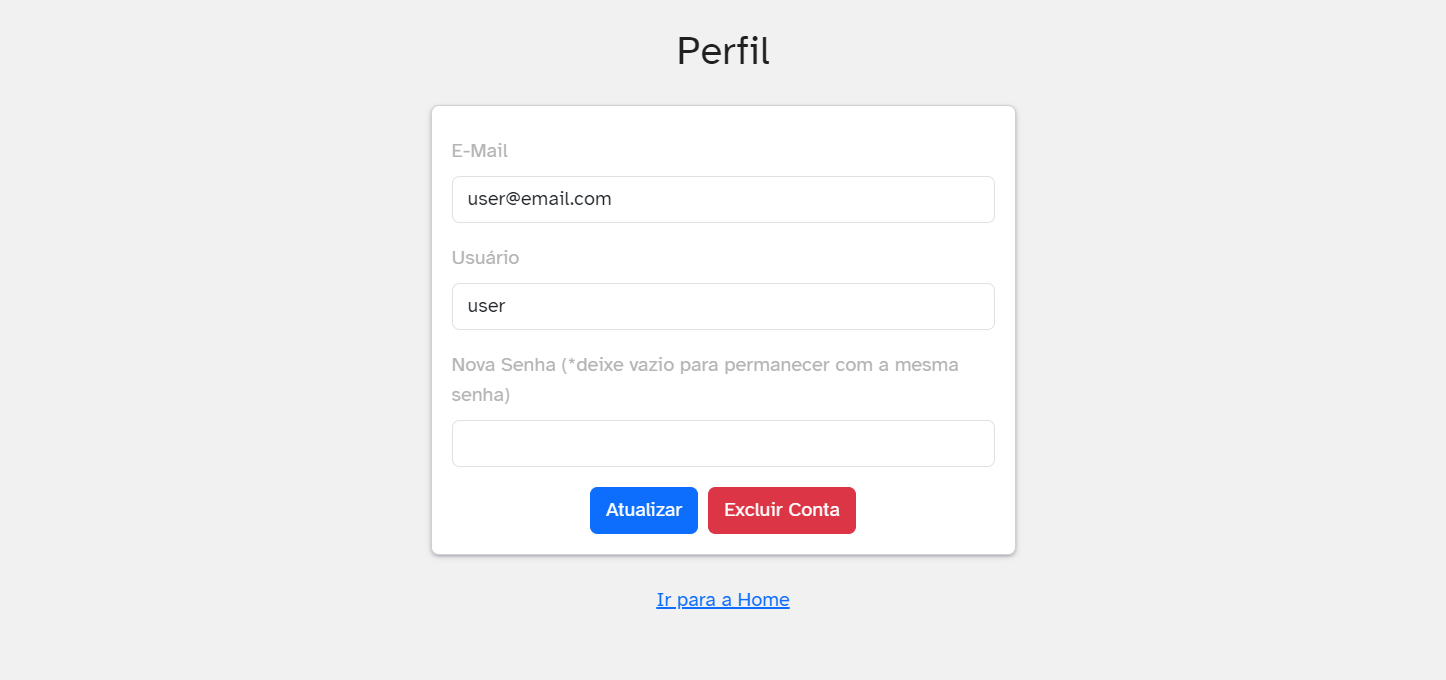 Perfil
E-Mail
user@email.com
Usuário
user
Nova Senha (*deixe vazio para permanecer com a mesma
senha)
Atualizar
Excluir Conta
Ir para a Home